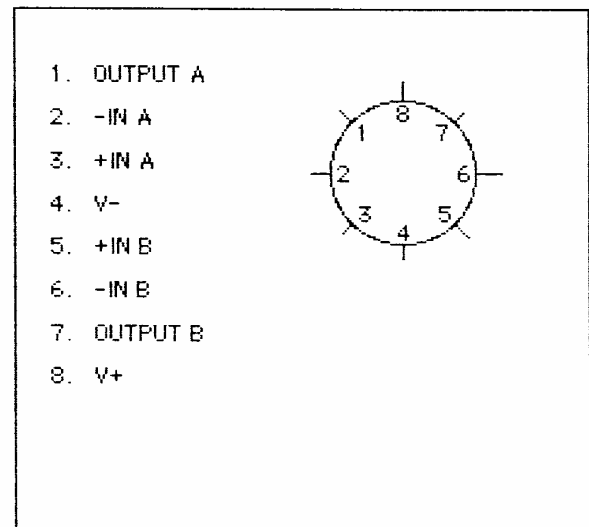 1. OUTPUT A
2. -IN A
3. +IN A
4. V-
5. +IN B
6. -IN B
7. OUTPUT B
8. V+
8
1 7
2 6
3 5
4